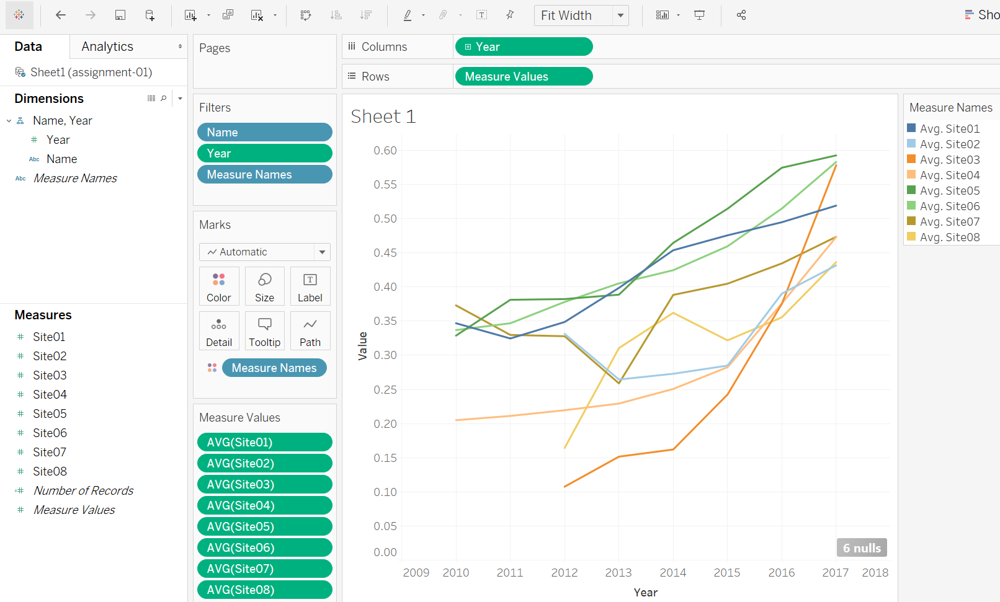 Fit Width
Sho
Data
Analytics
Sheet1 (assignment-01)
Dimensions
Name, Year
# Year
Abc Name
Abc Measure Names
Measures
# Site01
# Site02
# Site03
# Site04
# Site05
# Site06
# Site07
# Site08
=# Number of Records
# Measure Values
Pages
Filters
Name
Year
Measure Names
Marks
Automatic
Color
Size
T
Label
Detail
Tooltip
Path
Measure Names
Measure Values
AVG(Site01)
AVG(Site02)
AVG(Site03)
AVG(Site04)
AVG(Site05)
AVG(Site06)
AVG(Site07)
AVG(Site08)
Columns
Year
Rows
Measure Values
Sheet 1
0.60
0.55
0.50
0.45
0.40
0.35
0.30
0.25
0.20
0.15
0.10
0.05
0.00
Value
6 nulls
2009 2010 2011 2012 2013 2014 2015 2016 2017 2018
Year
Measure Names
Avg. Site01
Avg. Site02
Avg. Site03
Avg. Site04
Avg. Site05
Avg. Site06
Avg. Site07
Avg. Site08